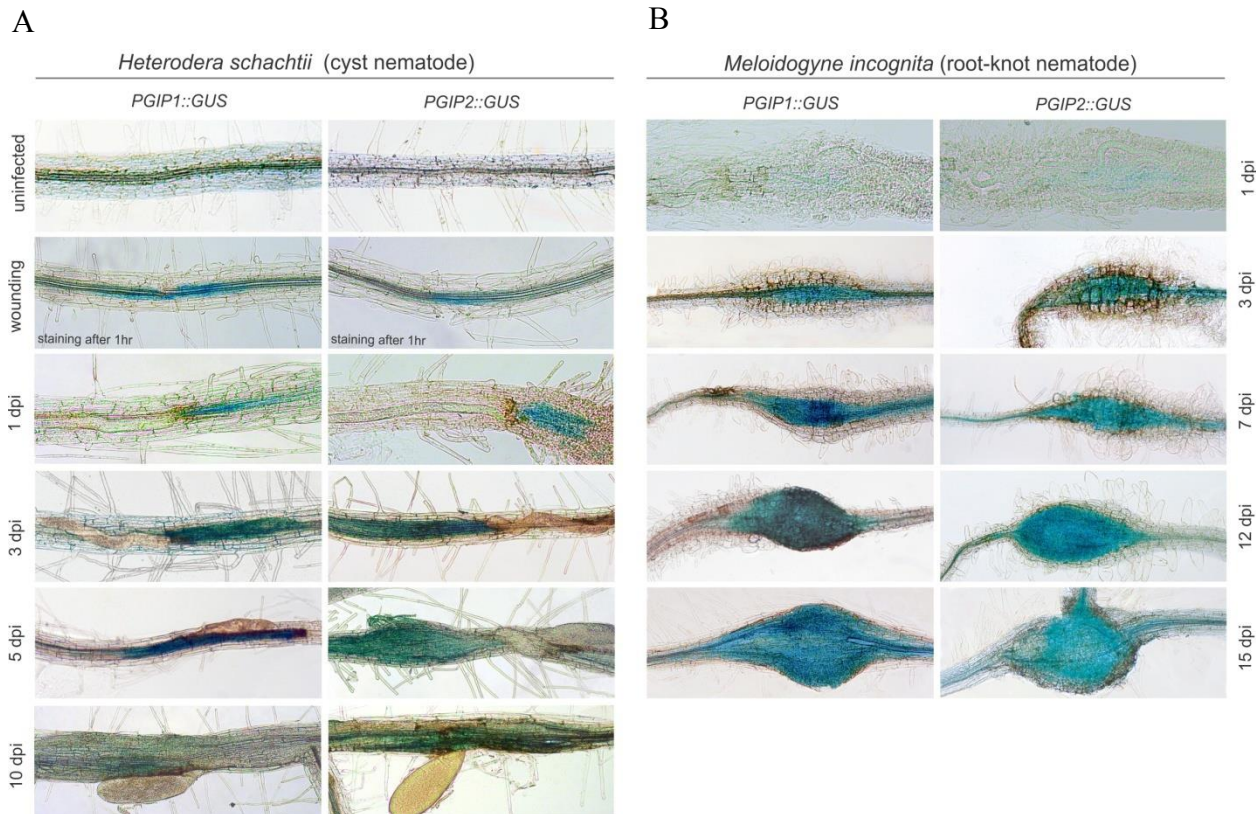 A
Heterodera schachtii (cyst nematode)
PGIP1::GUS PGIP2::GUS
uninfected
wounding
staining after 1hr staining after 1hr
1 dpi
3 dpi
5 dpi
10 dpi
B
Meloidogyne incognita (root-knot nematode)
PGIP1::GUS PGIP2::GUS
1 dpi
3 dpi
7 dpi
12 dpi
15 dpi